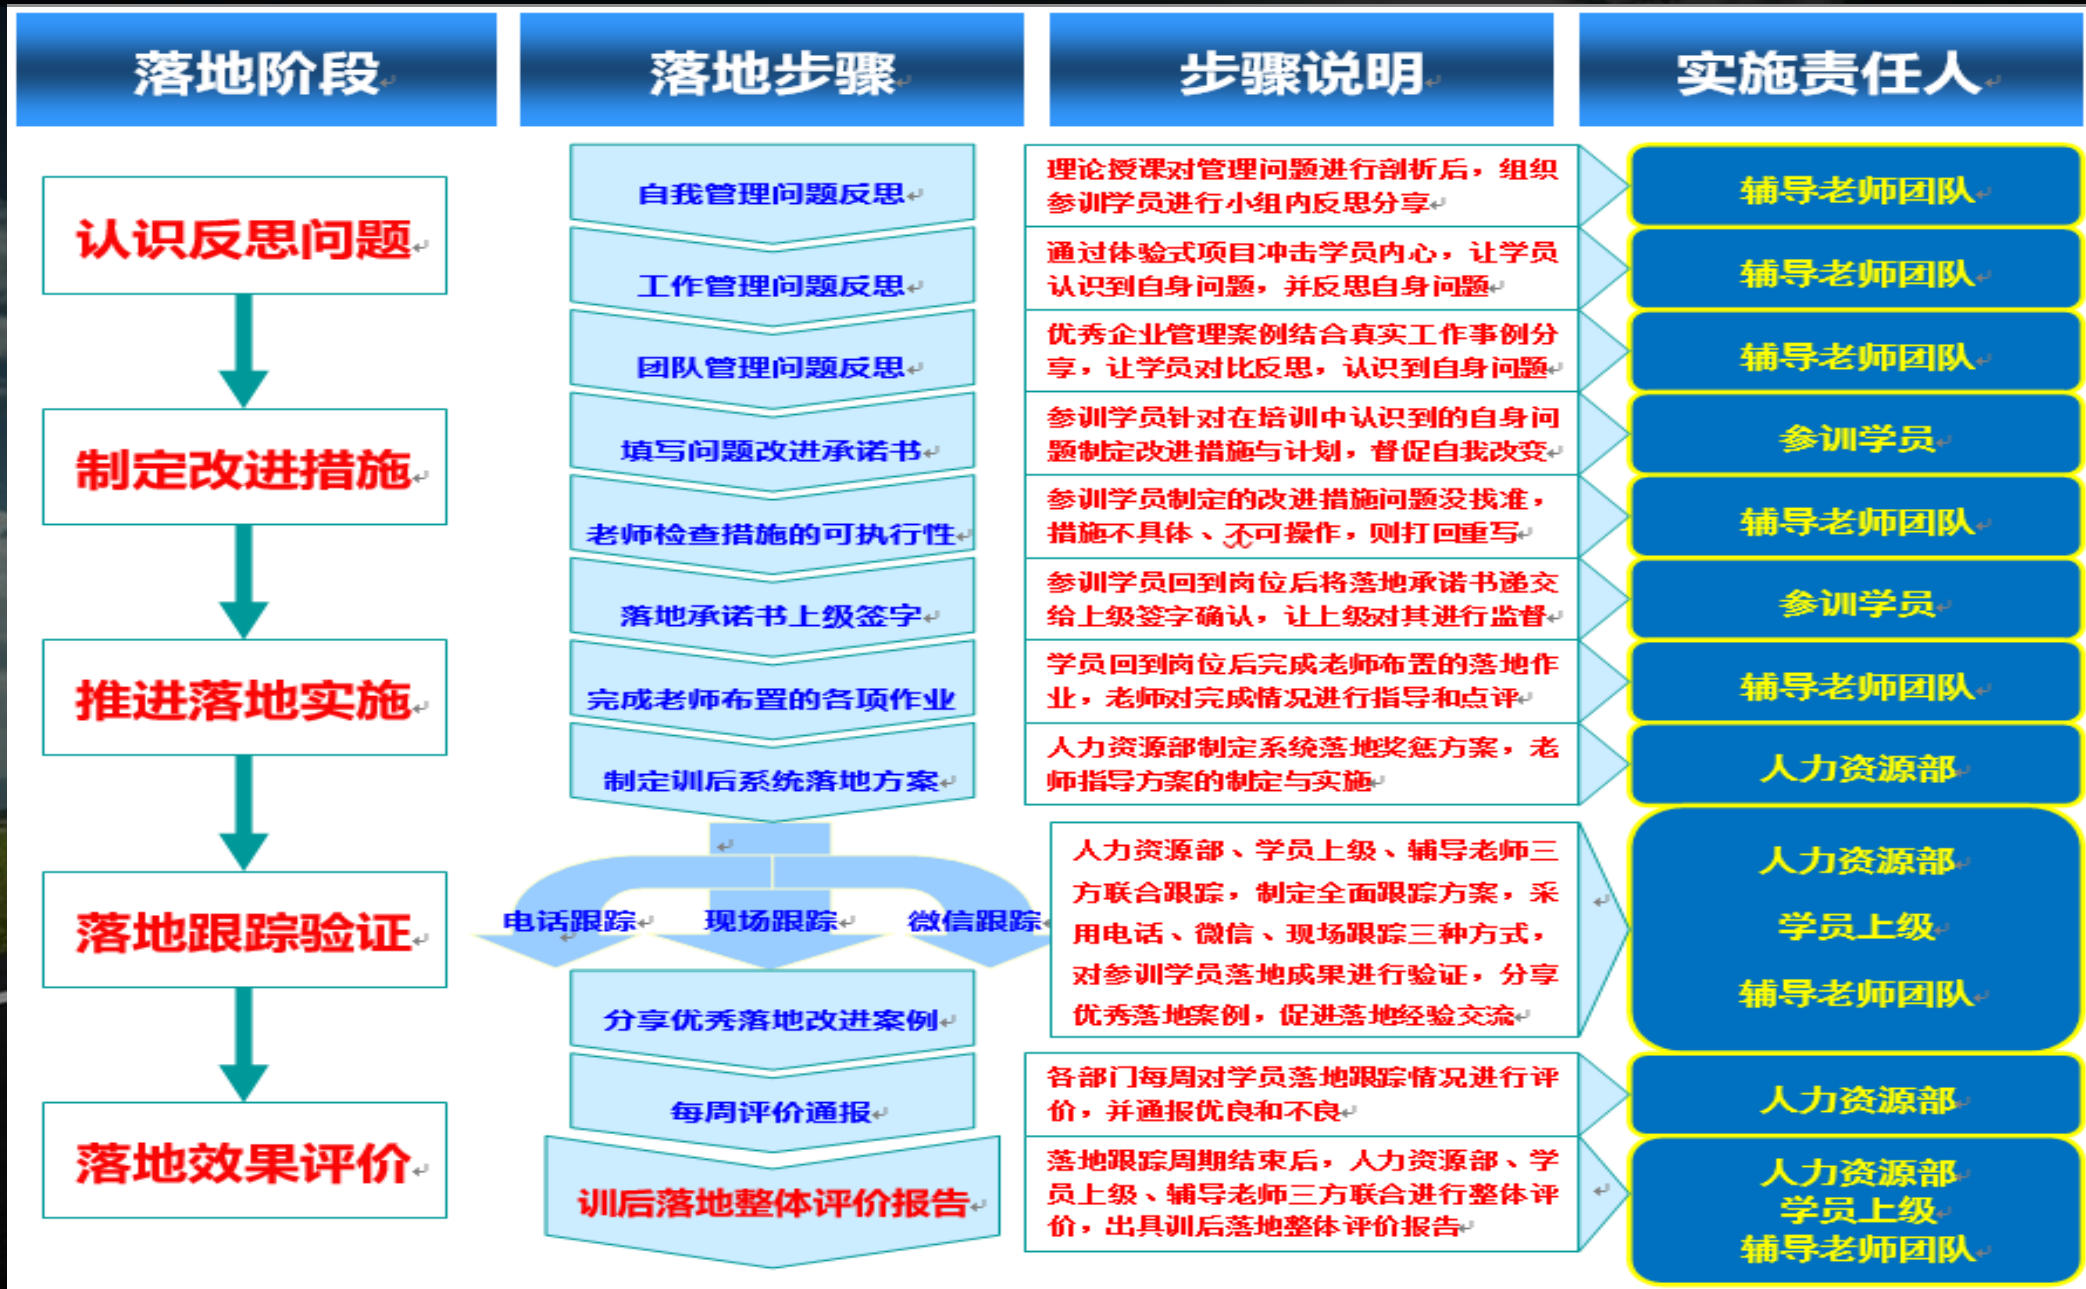 落地阶段
落地步骤
步骤说明
实施责任人
认识反思问题
制定改进措施
推进落地实施
落地跟踪验证
落地效果评价
自我管理问题反思
理论授课对管理问题进行剖析后，组织
参训学员进行小组内反思分享
辅导老师团队
工作管理问题反思
通过体验式项目冲击学员内心，让学员
认识到自身问题，并反思自身问题
辅导老师团队
团队管理问题反思
优秀企业管理案例结合真实工作事例分
享，让学员对比反思，认识到自身问题
辅导老师团队
填写问题改进承诺书
参训学员针对在培训中认识到的自身问
题制定改进措施与计划，督促自我改变
参训学员
老师检查措施的可执行性
参训学员制定的改进措施问题没找准，
措施不具体、不可操作，则打回重写
辅导老师团队
落地承诺书上级签字
参训学员回到岗位后将落地承诺书递交
给上级签字确认，让上级对其进行监督
参训学员
完成老师布置的各项作业
学员回到岗位后完成老师布置的落地作
业，老师对完成情况进行指导和点评
辅导老师团队
制定训后系统落地方案
人力资源部制定系统落地奖惩方案，老
师指导方案的制定与实施
人力资源部
电话跟踪
现场跟踪
微信跟踪
分享优秀落地改进案例
人力资源部、学员上级、辅导老师三
方联合跟踪，制定全面跟踪方案，采
用电话、微信、现场跟踪三种方式，
对参训学员落地成果进行验证，分享
优秀落地案例，促进落地经验交流
人力资源部
学员上级
辅导老师团队
每周评价通报
各部门每周对学员落地跟踪情况进行评
价，并通报优良和不良
人力资源部
训后落地整体评价报告
落地跟踪周期结束后，人力资源部、学
员上级、辅导老师三方联合进行整体评
价，出具训后落地整体评价报告
人力资源部
学员上级
辅导老师团队